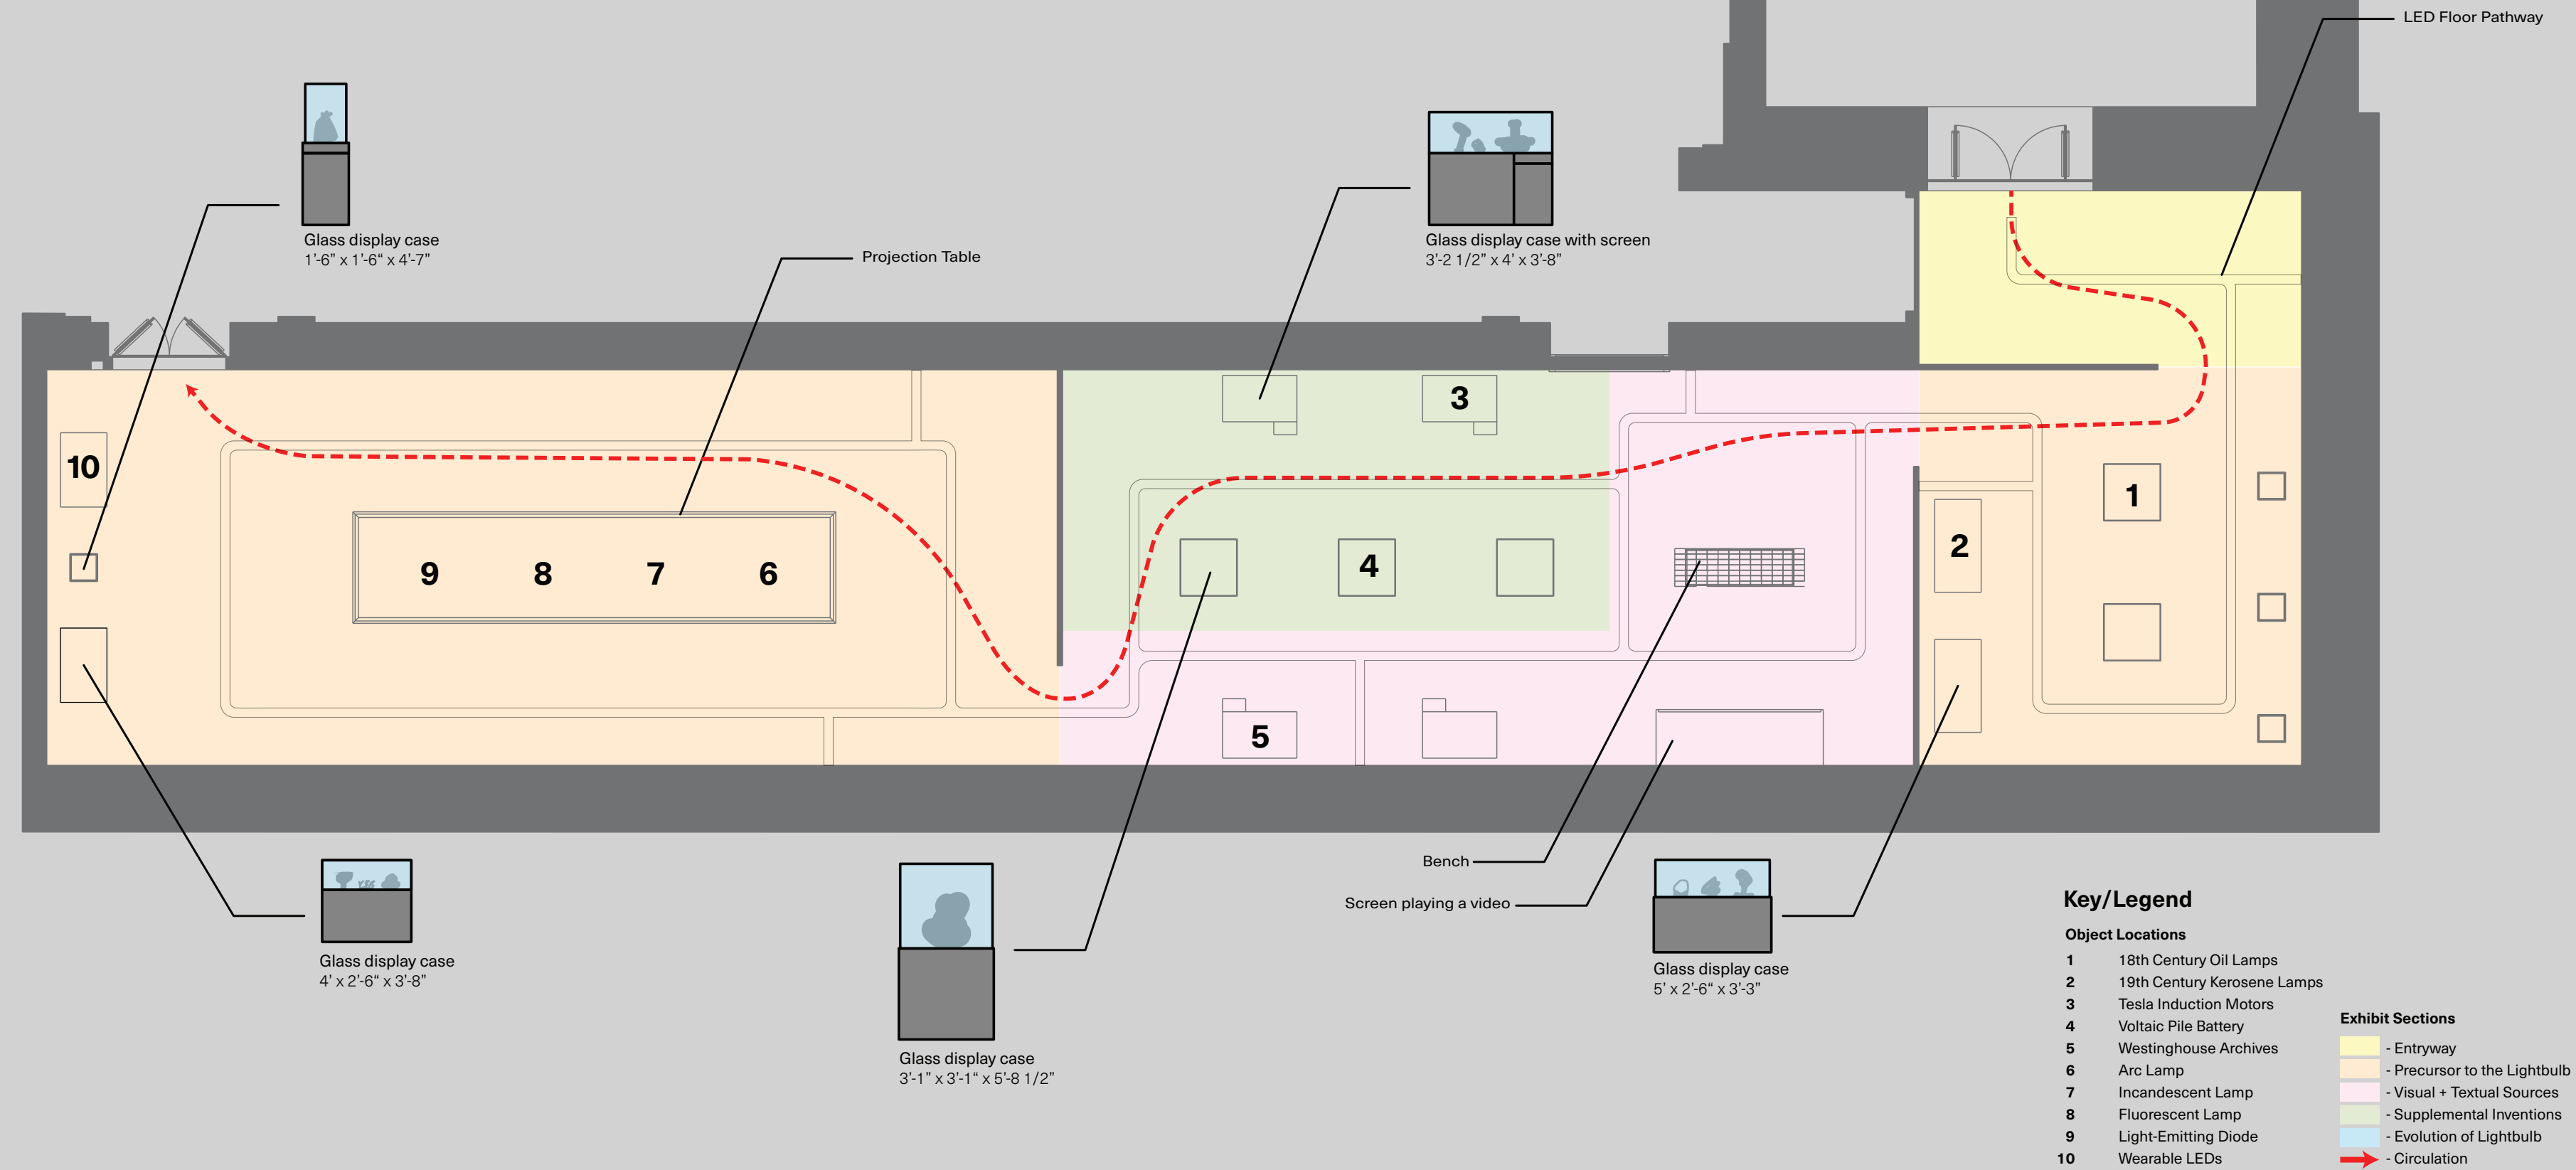 LED Floor Pathway
Glass display case
1’-6” x 1’-6“ x 4’-7”
Projection Table
Glass display case with screen
3’-2 1/2” x 4’ x 3’-8”
10
3
1
2
9 8 7 6
4
5
Bench
Screen playing a video
Glass display case
4’ x 2’-6“ x 3’-8”
Glass display case
3’-1” x 3’-1“ x 5’-8 1/2”
Glass display case
5’ x 2’-6“ x 3’-3”
Key/Legend
Object Locations
1 18th Century Oil Lamps
2 19th Century Kerosene Lamps
3 Tesla Induction Motors
4 Voltaic Pile Battery
5 Westinghouse Archives
6 Arc Lamp
7 Incandescent Lamp
8 Fluorescent Lamp
9 Light-Emitting Diode
10 Wearable LEDs
Exhibit Sections
- Entryway
- Precursor to the Lightbulb
- Visual + Textual Sources
- Supplemental Inventions
- Evolution of Lightbulb
- Circulation